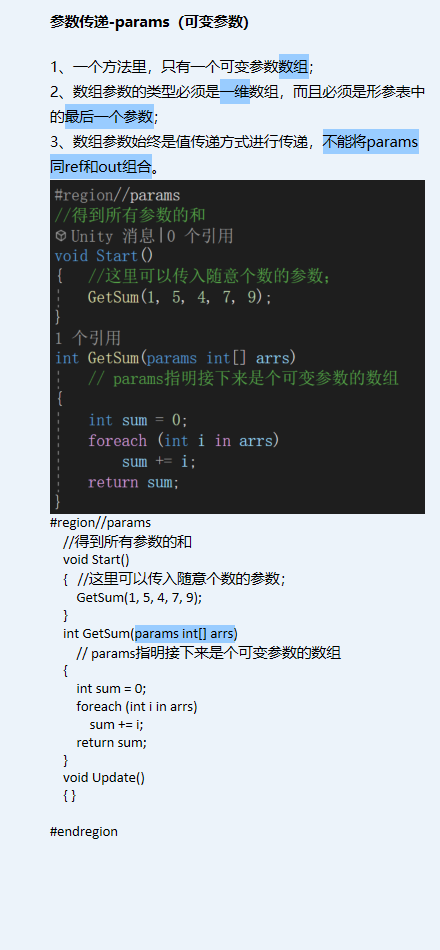 参数传递-params（可变参数）
1、一个方法里，只有一个可变参数数组；
2、数组参数的类型必须是一维数组，而且必须是形参表中
的最后一个参数；
3、数组参数始终是值传递方式进行传递，不能将params
同ref和out组合。
#region//params
//得到所有参数的和
Unity 消息|0 个引用
void Start()
{   //这里可以传入随意个数的参数；
GetSum(1, 5, 4, 7, 9);
}
1 个引用
int GetSum(params int[] arrs)
// params指明接下来是个可变参数的数组
{
int sum = 0;
foreach (int i in arrs)
sum += i;
return sum;
}
#region//params
//得到所有参数的和
void Start()
{   //这里可以传入随意个数的参数；
GetSum(1, 5, 4, 7, 9);
}
int GetSum(params int[] arrs)
// params指明接下来是个可变参数的数组
{
int sum = 0;
foreach (int i in arrs)
sum += i;
return sum;
}
void Update()
{ }
#endregion